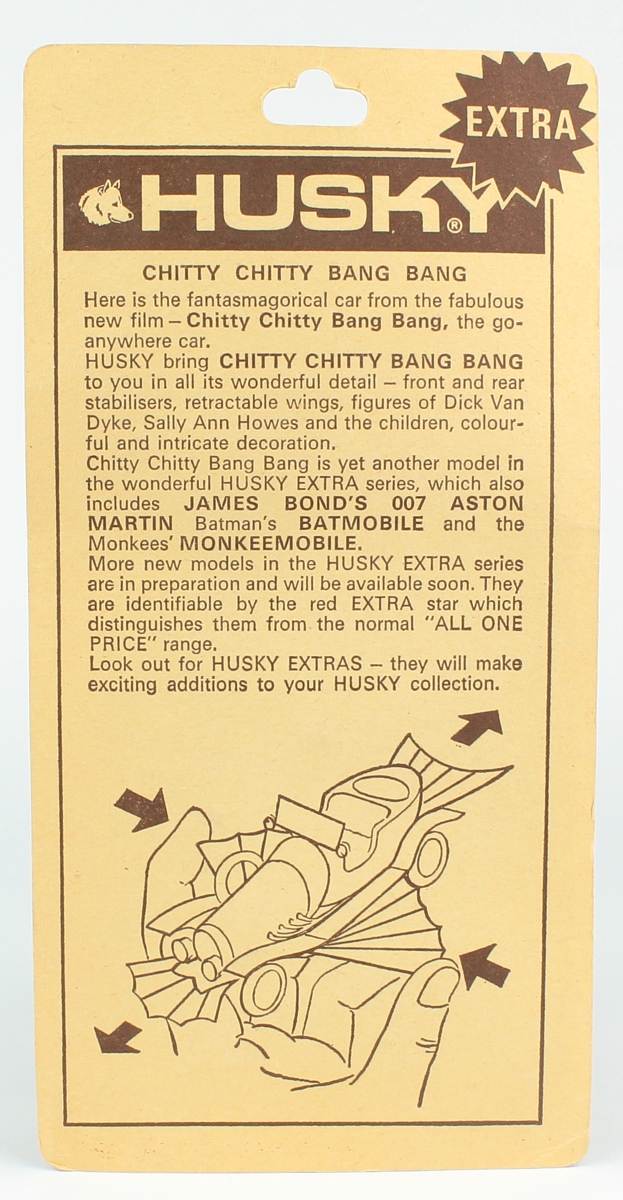 EXTRA
HUSKY®
CHITTY CHITTY BANG BANG
Here is the fantasmagorical car from the fabulous
new film – Chitty Chitty Bang Bang, the go-
anywhere car.
HUSKY bring CHITTY CHITTY BANG BANG
to you in all its wonderful detail – front and rear
stabilisers, retractable wings, figures of Dick Van
Dyke, Sally Ann Howes and the children, colour-
ful and intricate decoration.
Chitty Chitty Bang Bang is yet another model in
the wonderful HUSKY EXTRA series, which also
includes JAMES BOND'S 007 ASTON
MARTIN Batman's BATMOBILE and the
Monkees' MONKEEMOBILE.
More new models in the HUSKY EXTRA series
are in preparation and will be available soon. They
are identifiable by the red EXTRA star which
distinguishes them from the normal "ALL ONE
PRICE" range.
Look out for HUSKY EXTRAS – they will make
exciting additions to your HUSKY collection.